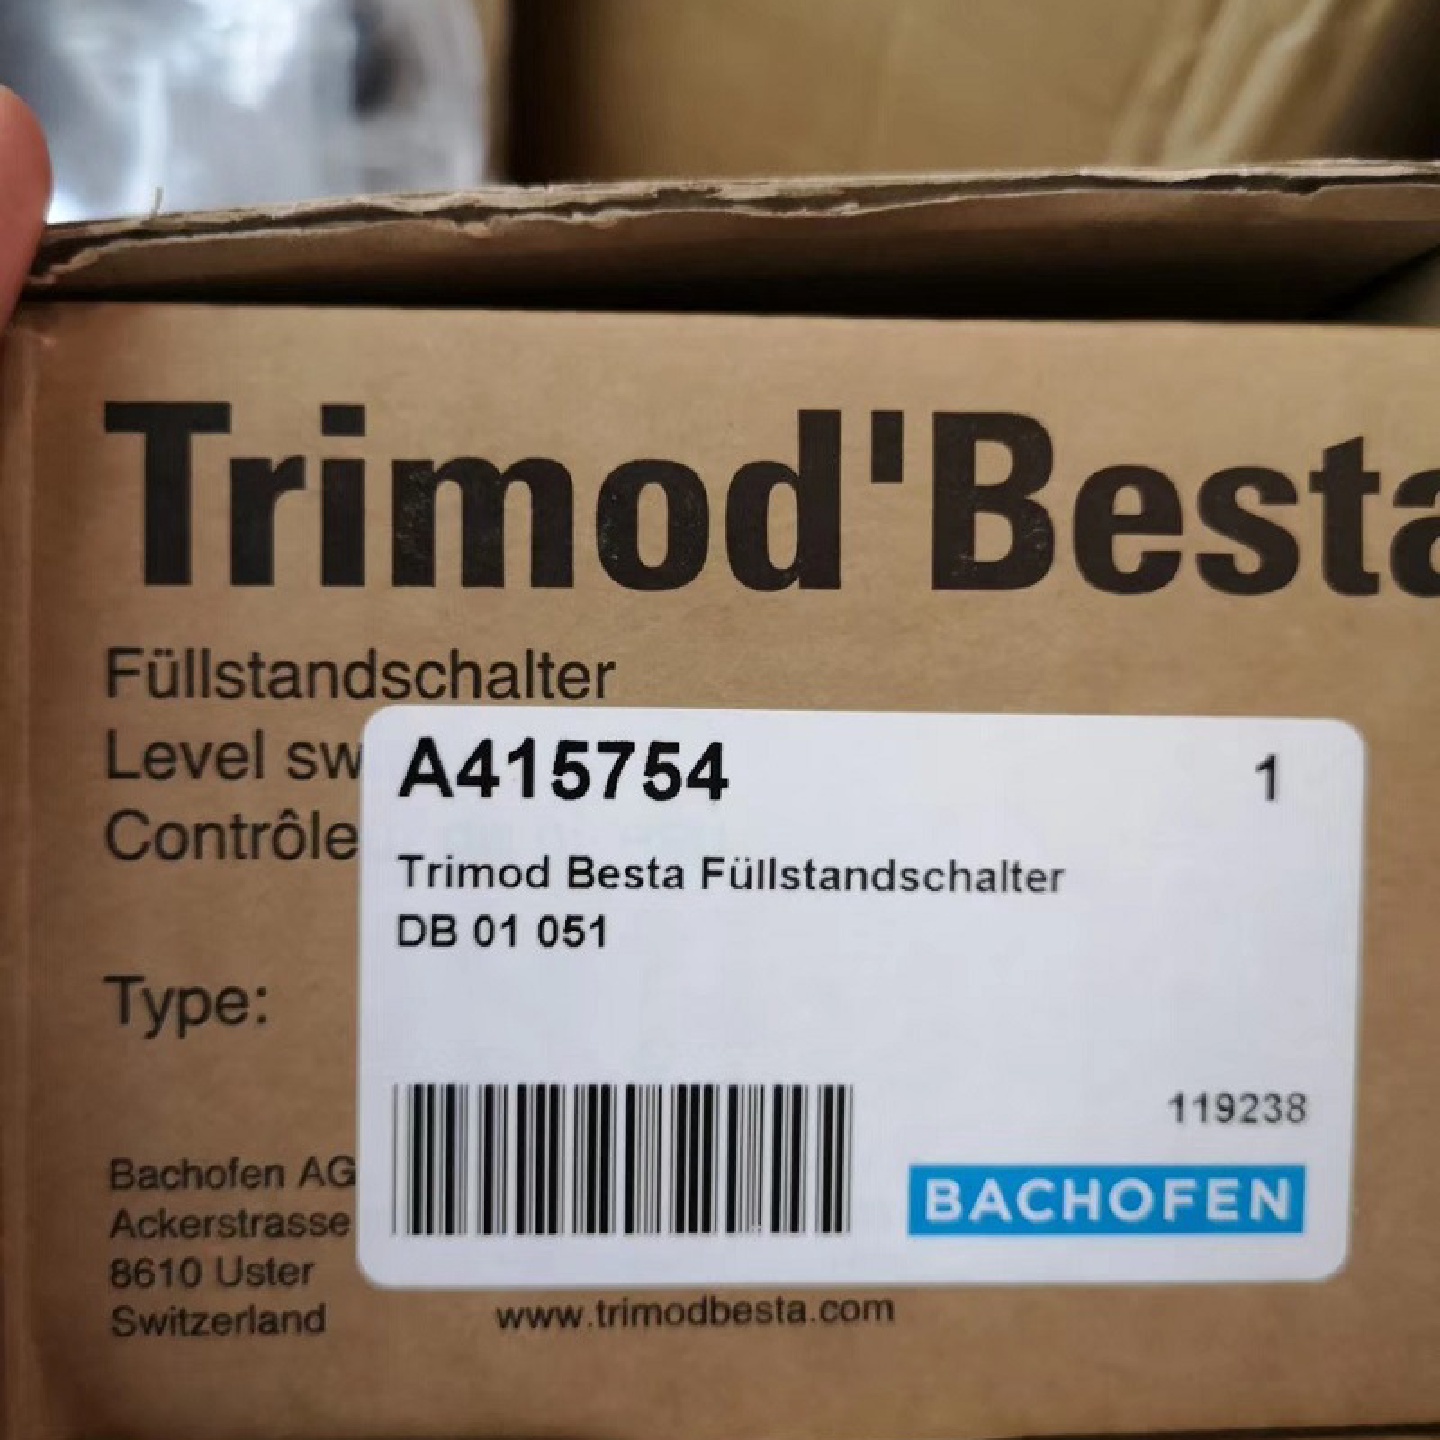 Trimod'Besta
Füllstandschalter
Level sw
Contrôle
Type:
A415754 1
Trimod Besta Füllstandschalter
DB 01 051
119238
BACHOFEN
Bachofen AG
Ackerstrasse
8610 Uster
Switzerland
www.trimodbesta.com